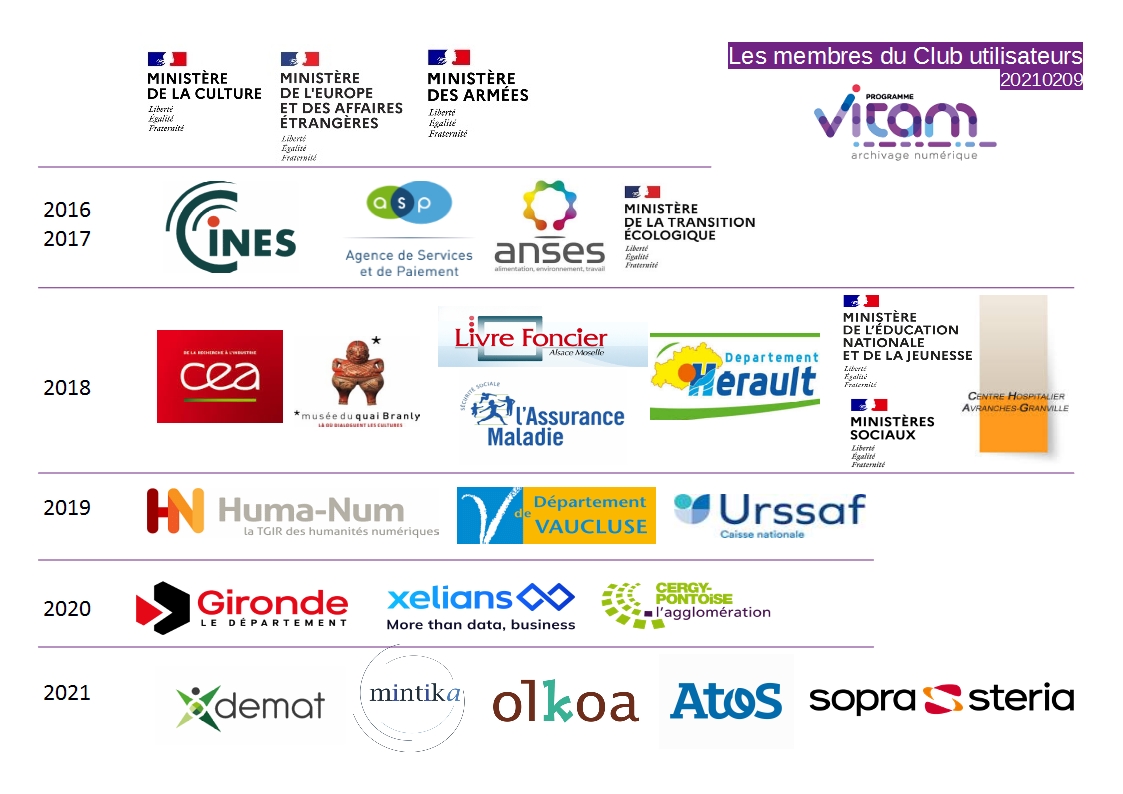 Les membres du Club utilisateurs
20210209
PROGRAMME
vitam
archivage numérique
MINISTÈRE
DE LA CULTURE
Liberté
Égalité
Fraternité
MINISTÈRE
DE L'EUROPE
ET DES AFFAIRES
ÉTRANGÈRES
Liberté
Égalité
Fraternité
MINISTÈRE
DES ARMÉES
Liberté
Égalité
Fraternité
2016
2017
CINES
asp
Agence de Services
et de Paiement
anses
alimentation, environnement, travail
MINISTÈRE
DE LA TRANSITION
ÉCOLOGIQUE
Liberté
Égalité
Fraternité
2018
DE LA RECHERCHE À L'INDUSTRIE
cea
*
*musée du quai Branly
LÀ OÙ DIALOGUENT LES CULTURES
Livre Foncier
Alsace Moselle
SÉCURITÉ SOCIALE
l'Assurance
Maladie
Département
Hérault
MINISTÈRE
DE L'ÉDUCATION
NATIONALE
ET DE LA JEUNESSE
Liberté
Égalité
Fraternité
MINISTÈRES
SOCIAUX
Liberté
Égalité
Fraternité
CENTRE HOSPITALIER
AVRANCHES-GRANVILLE
2019
HN Huma-Num
la TGIR des humanités numériques
Département
de VAUCLUSE
Urssaf
Caisse nationale
2020
Gironde
LE DÉPARTEMENT
xelians
More than data, business
CERGY-
PONTOISE
l'agglomération
2021
Xdemat
mintika
olkoa
Atos
sopra steria